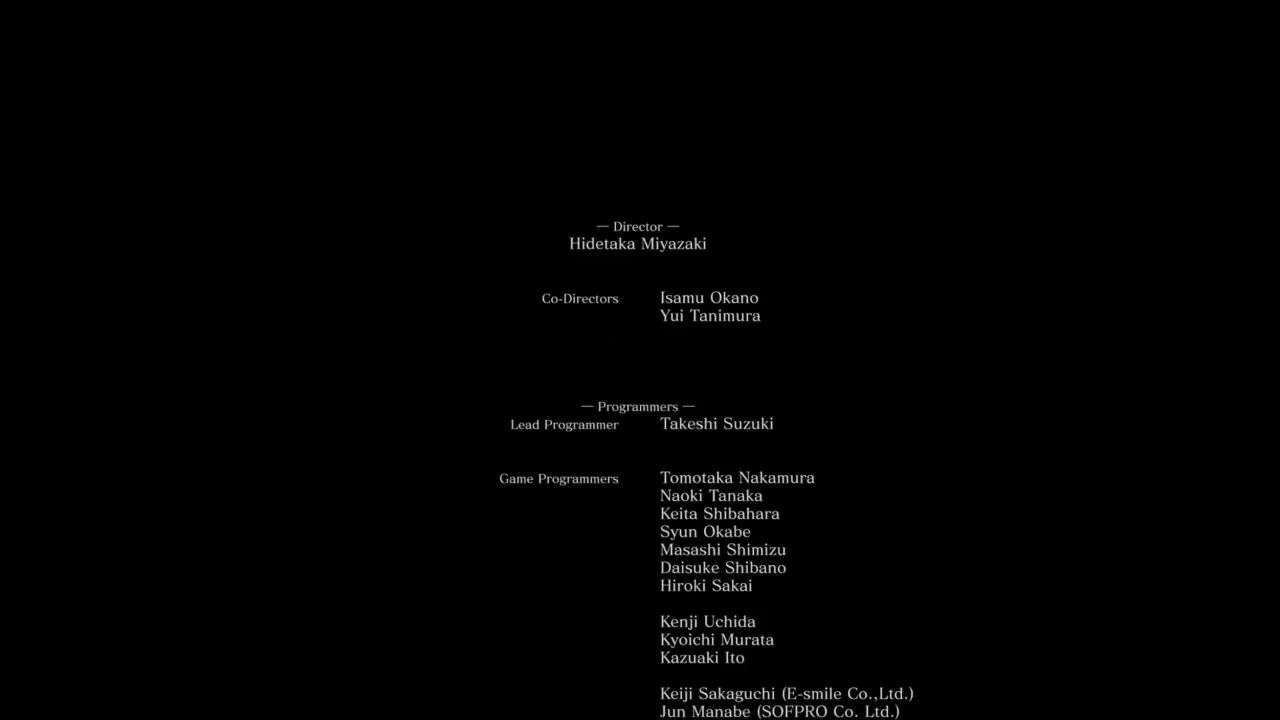 — Director —
Hidetaka Miyazaki
Co-Directors Isamu Okano
Yui Tanimura
— Programmers —
Lead Programmer Takeshi Suzuki
Game Programmers Tomotaka Nakamura
Naoki Tanaka
Keita Shibahara
Syun Okabe
Masashi Shimizu
Daisuke Shibano
Hiroki Sakai
Kenji Uchida
Kyoichi Murata
Kazuaki Ito
Keiji Sakaguchi (E-smile Co.,Ltd.)
Jun Manabe (SOFPRO Co. Ltd.)